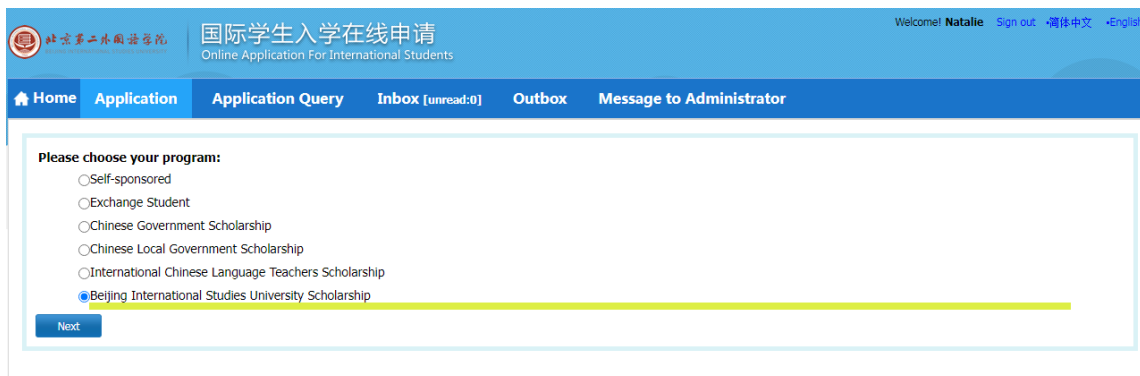 Welcome! Natalie Sign out •简体中文 •English
北京第二外国语学院
国际学生入学在线申请
Online Application For International Students
Home Application Application Query Inbox [unread:0] Outbox Message to Administrator
Please choose your program:
Self-sponsored
Exchange Student
Chinese Government Scholarship
Chinese Local Government Scholarship
International Chinese Language Teachers Scholarship
Beijing International Studies University Scholarship
Next